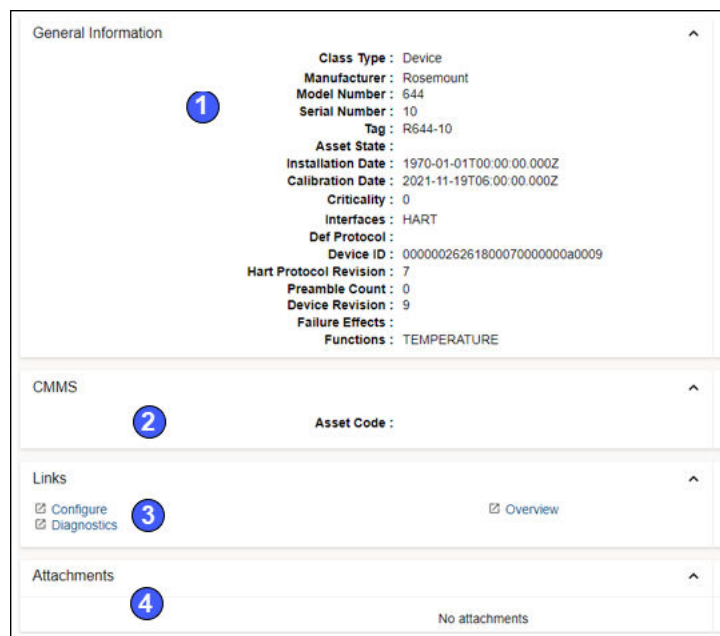 General Information
Class Type : Device
Manufacturer : Rosemount
1
Model Number : 644
Serial Number : 10
Tag : R644-10
Asset State :
Installation Date : 1970-01-01T00:00:00.000Z
Calibration Date : 2021-11-19T06:00:00.000Z
Criticality : 0
Interfaces : HART
Def Protocol :
Device ID : 00000026261800070000000a0009
Hart Protocol Revision : 7
Preamble Count : 0
Device Revision : 9
Failure Effects :
Functions : TEMPERATURE
CMMS
2
Asset Code :
Links
Configure 3 Overview
Diagnostics
Attachments
4
No attachments